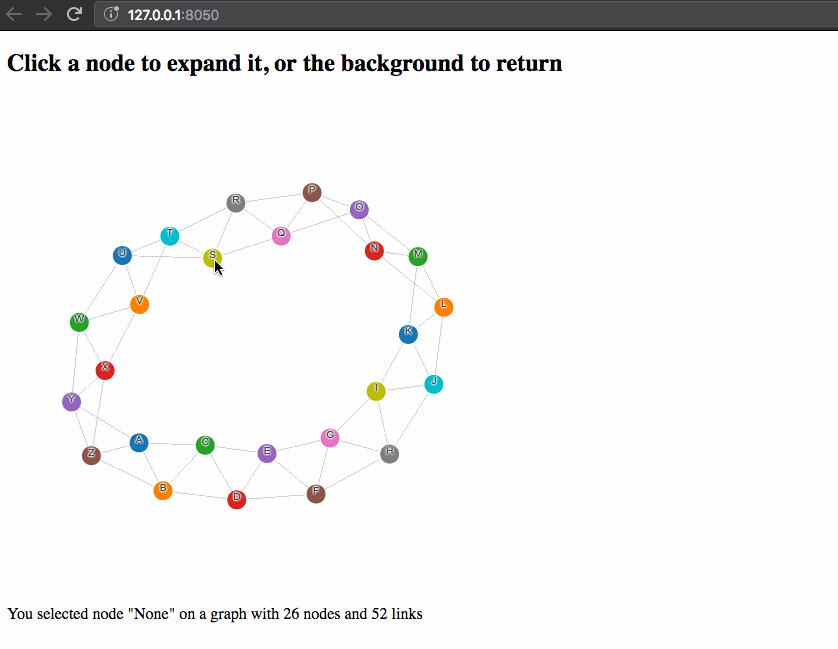 127.0.0.1:8050
Click a node to expand it, or the background to return
P
R
O
T
Q
S
N
U
M
V
L
W
K
X
J
I
Y
G
A
C
E
H
Z
B
F
D
You selected node "None" on a graph with 26 nodes and 52 links